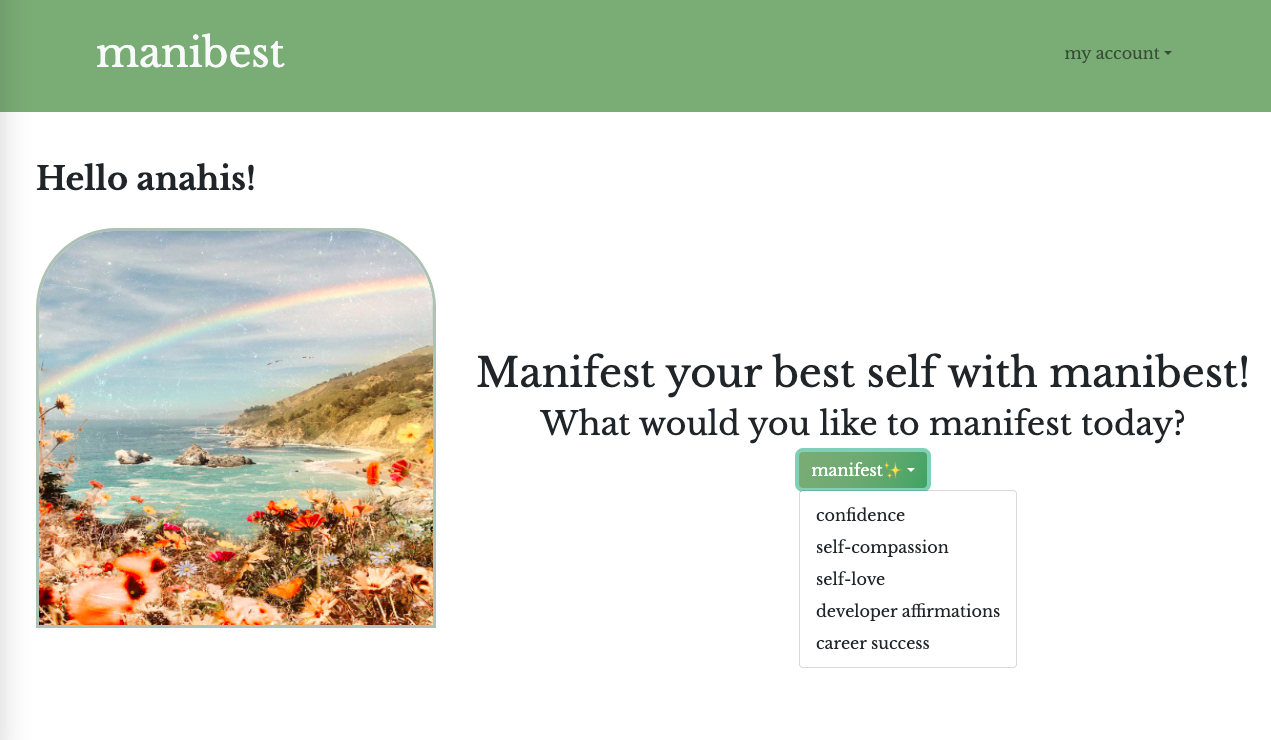 manibest
my account
Hello anahis!
Manifest your best self with manibest!
What would you like to manifest today?
manifest✨
confidence
self-compassion
self-love
developer affirmations
career success